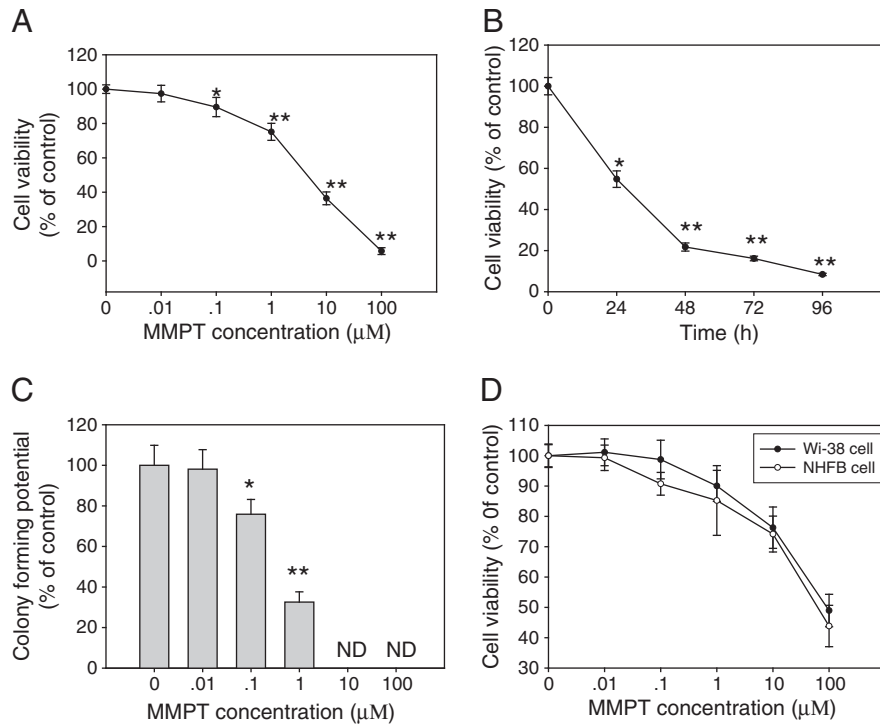 A
120
100
80
60
40
20
0
Cell vaibility
(% of control)
*
**
**
**
0 .01 .1 1 10 100
MMPT concentration (μM)
B
120
100
80
60
40
20
0
Cell viability (% of control)
*
**
**
**
0 24 48 72 96
Time (h)
C
120
100
80
60
40
20
0
Colony forming potential
(% of control)
*
**
ND ND
0 .01 .1 1 10 100
MMPT concentration (μM)
D
110
100
90
80
70
60
50
40
30
Cell viability (% 0f control)
Wi-38 cell
NHFB cell
0 .01 .1 1 10 100
MMPT concentration (μM)